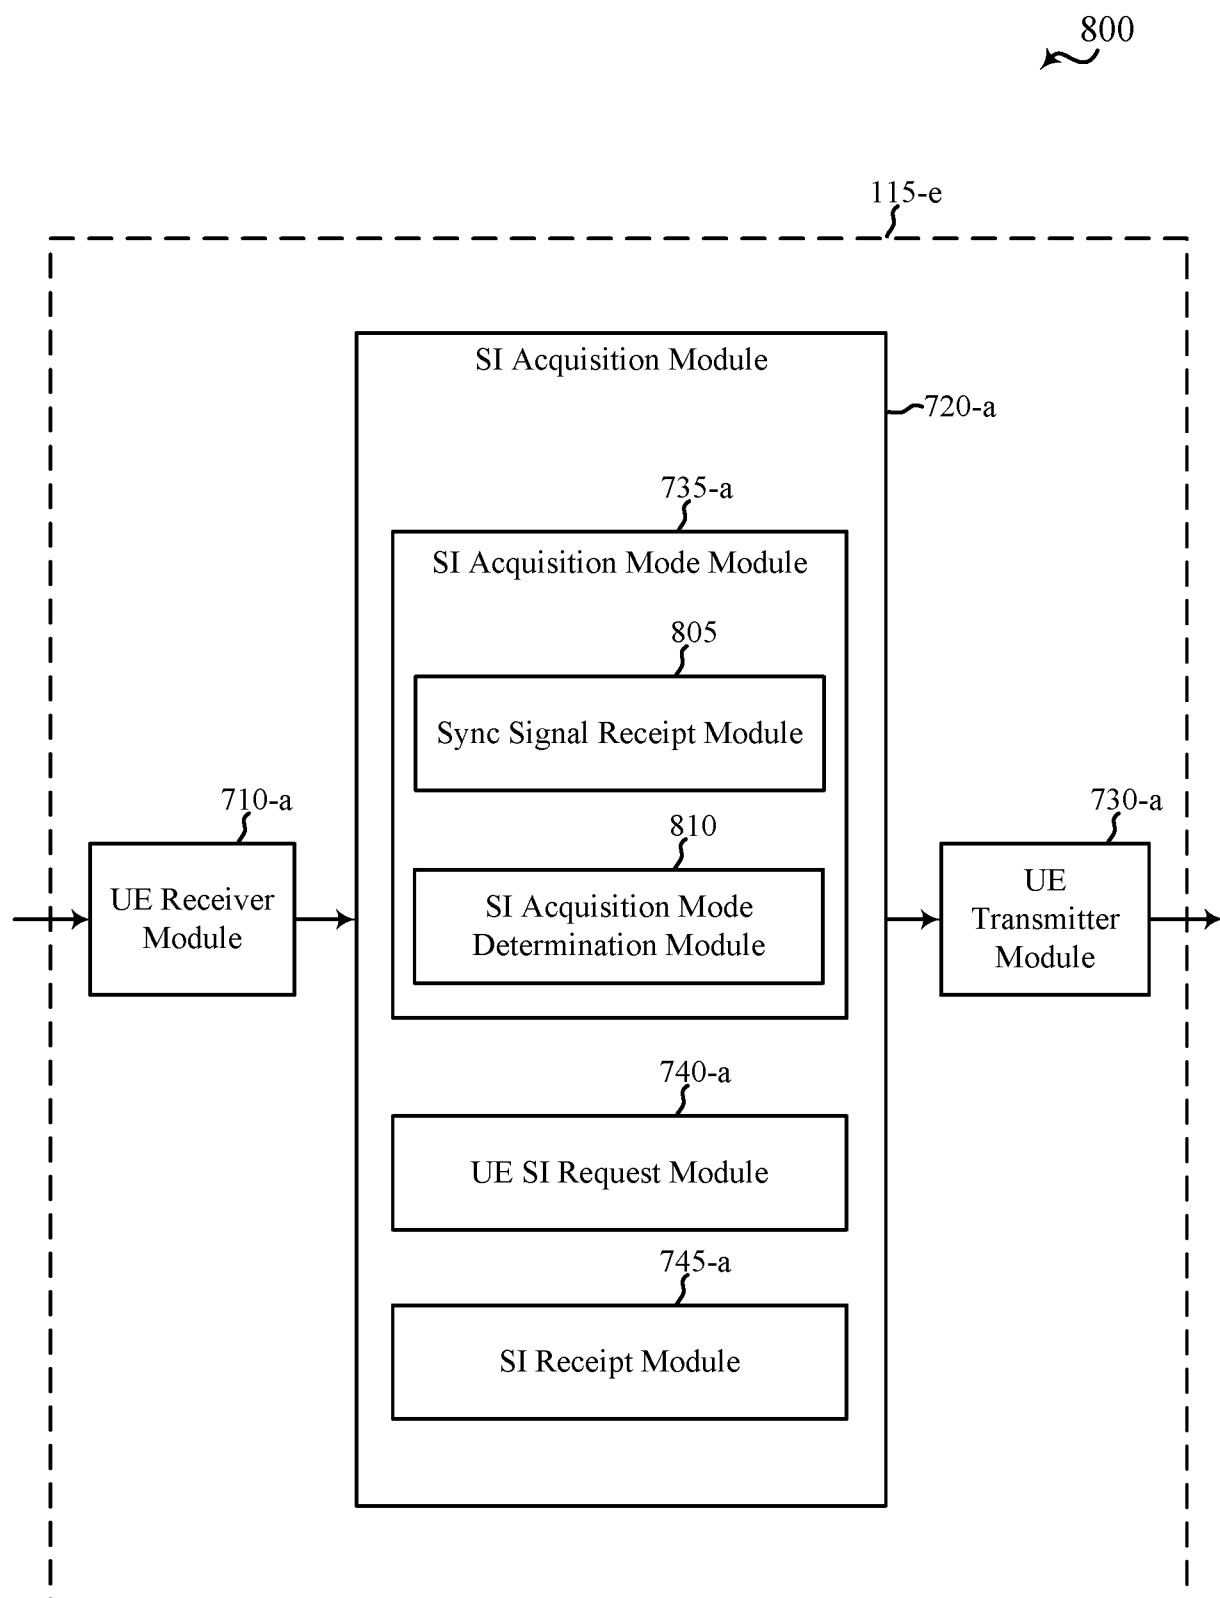 800
115-e
SI Acquisition Module
720-a
735-a
SI Acquisition Mode Module
805
Sync Signal Receipt Module
710-a
UE Receiver
Module
810
SI Acquisition Mode
Determination Module
730-a
UE
Transmitter
Module
740-a
UE SI Request Module
745-a
SI Receipt Module